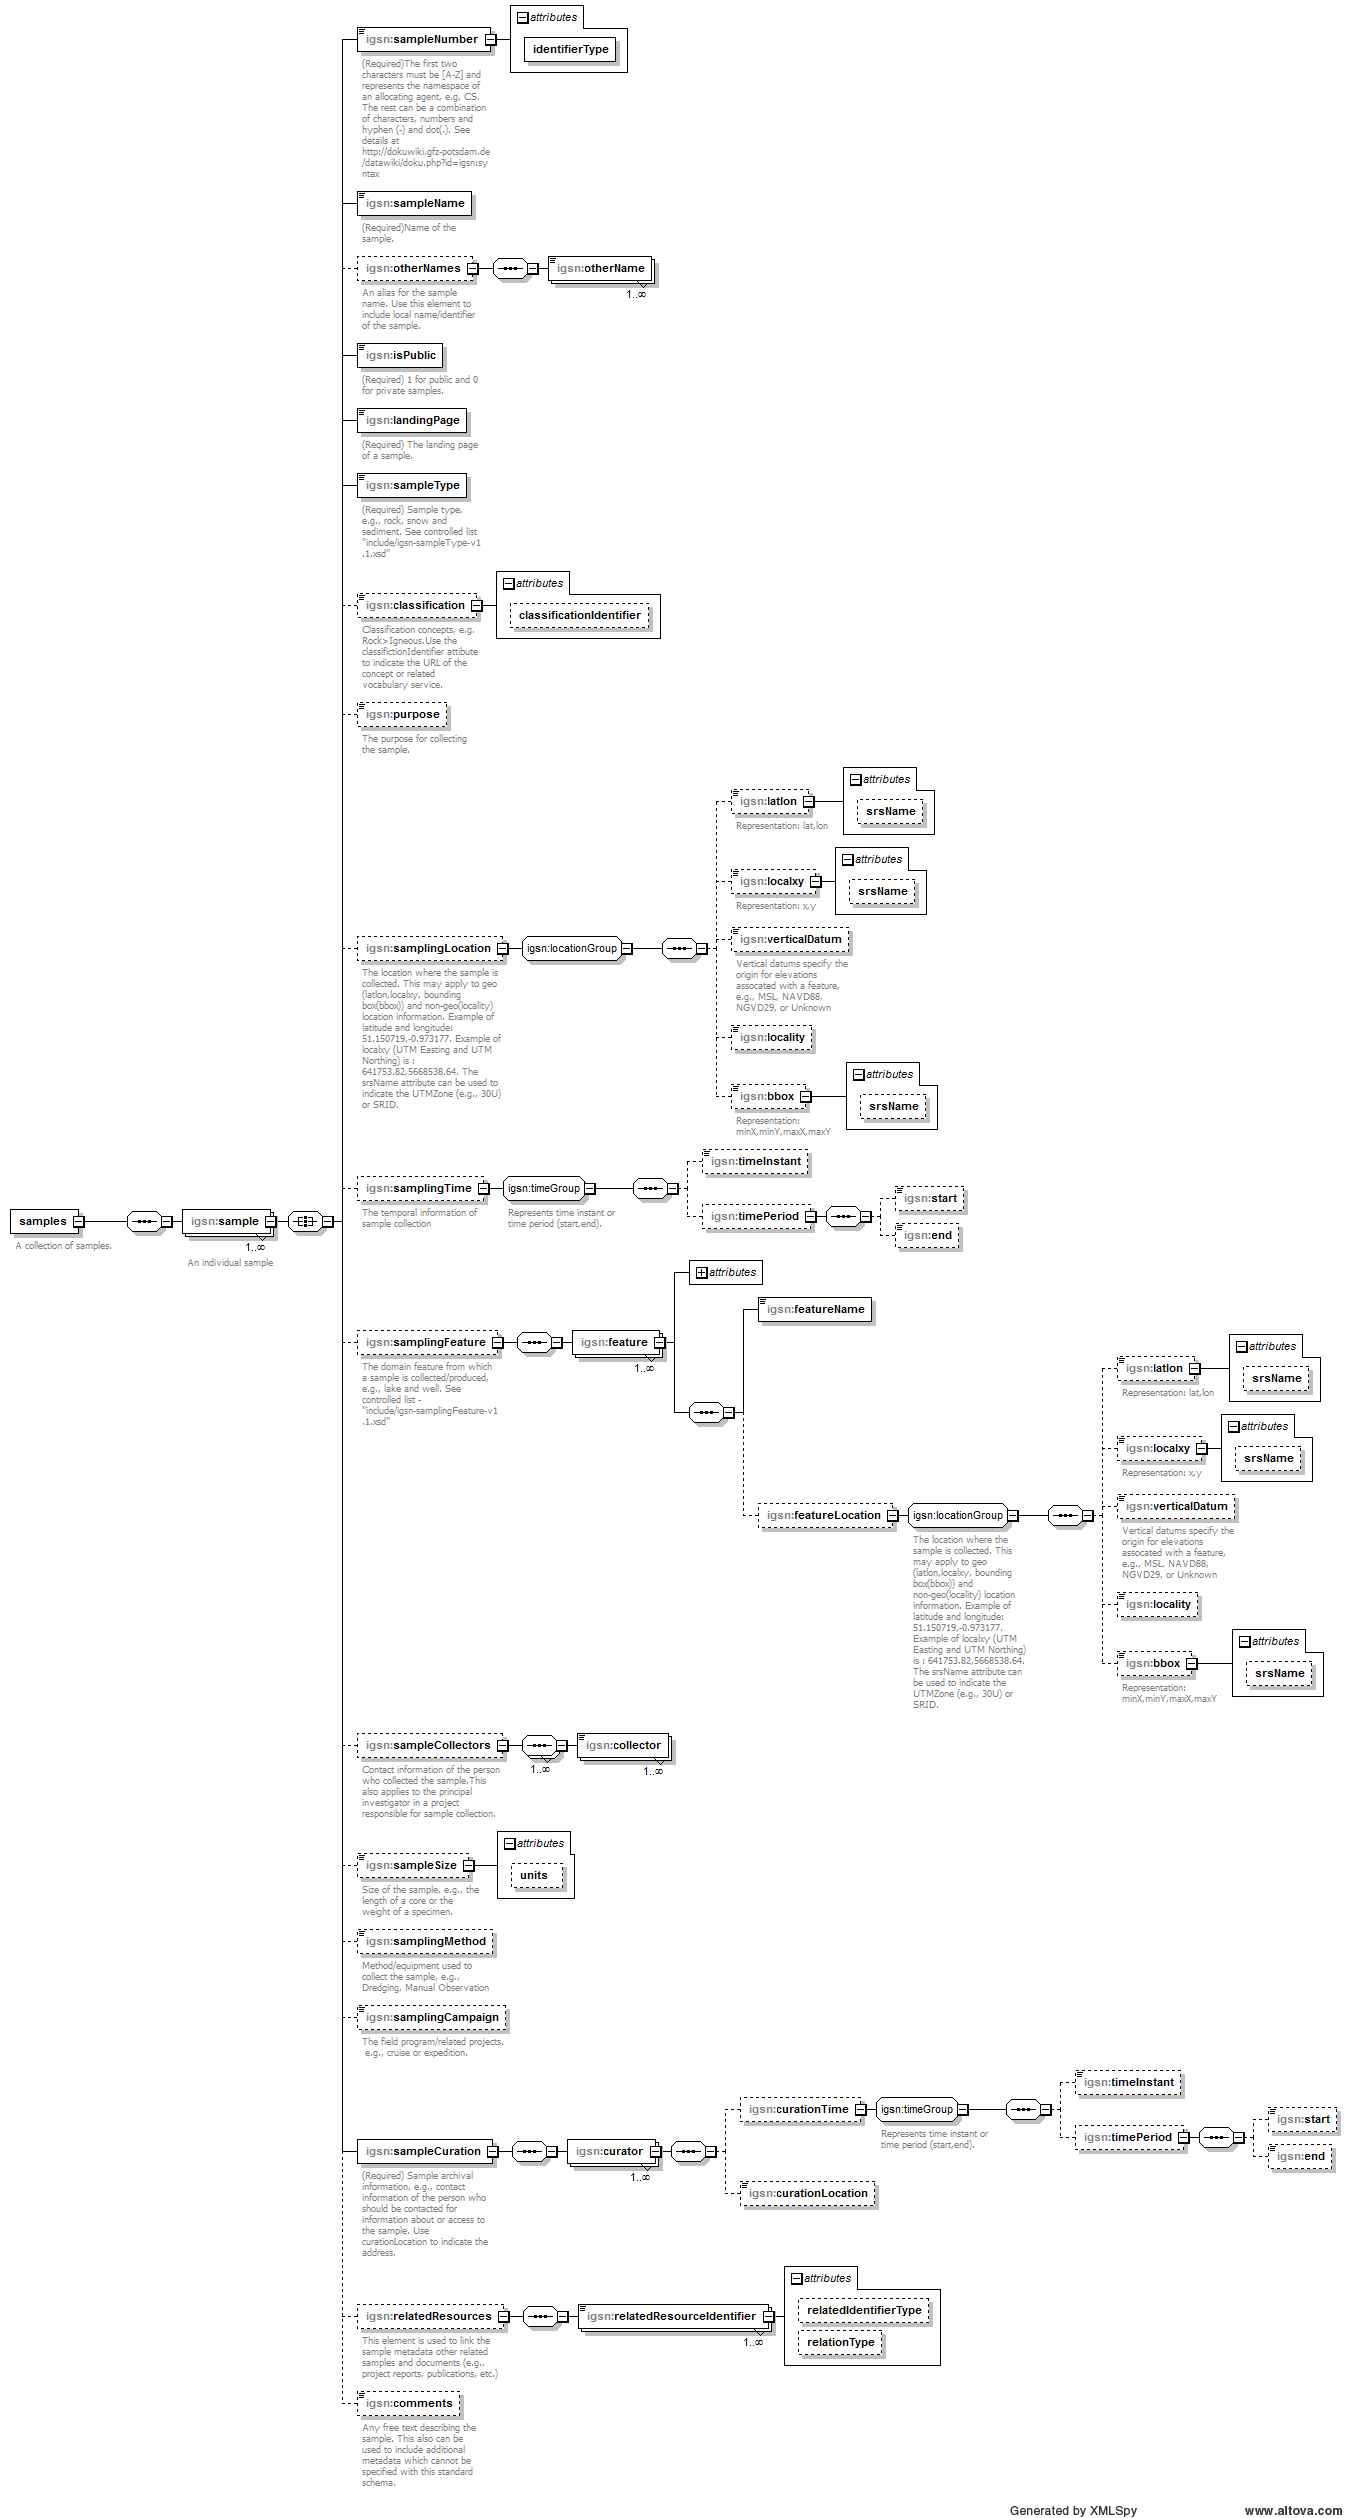 attributes
igsn:sampleNumber
identifierType
(Required)The first two
characters must be [A-Z] and
represents the namespace of
an allocating agent, e.g, CS.
The rest can be a combination
of characters, numbers and
hyphen (-) and dot(.). See
details at
http://dokuwiki.gfz-potsdam.de
/datawiki/doku.php?id=igsn:sy
ntax
igsn:sampleName
(Required)Name of the
sample.
igsn:otherNames
igsn:otherName
1..∞
An alias for the sample
name. Use this element to
include local name/identifier
of the sample.
igsn:isPublic
(Required) 1 for public and 0
for private samples.
igsn:landingPage
(Required) The landing page
of a sample.
igsn:sampleType
(Required) Sample type,
e.g., rock, snow and
sediment. See controlled list
"include/igsn-sampleType-v1
.1.xsd"
attributes
igsn:classification
classificationIdentifier
Classification concepts, e.g.
Rock>Igneous.Use the
classifictionIdentifier attibute
to indicate the URL of the
concept or related
vocabulary service.
igsn:purpose
The purpose for collecting
the sample.
attributes
igsn:latlon
srsName
Representation: lat,lon
attributes
igsn:localxy
srsName
Representation: x,y
igsn:verticalDatum
Vertical datums specify the
origin for elevations
assocated with a feature,
e.g., MSL, NAVD88,
NGVD29, or Unknown
igsn:locality
attributes
igsn:bbox
srsName
Representation:
minX,minY,maxX,maxY
igsn:samplingLocation
igsn:locationGroup
The location where the sample is
collected. This may apply to geo
(latlon,localxy, bounding
box(bbox)) and non-geo(locality)
location information. Example of
latitude and longitude:
51.150719,-0.973177. Example of
localxy (UTM Easting and UTM
Northing) is :
641753.82,5668538.64. The
srsName attribute can be used to
indicate the UTMZone (e.g., 30U)
or SRID.
igsn:samplingTime
igsn:timeGroup
igsn:timeInstant
igsn:timePeriod
igsn:start
igsn:end
The temporal information of
sample collection
Represents time instant or
time period (start,end).
samples
A collection of samples.
igsn:sample
1..∞
An individual sample
attributes
igsn:featureName
igsn:samplingFeature
igsn:feature
1..∞
The domain feature from which
a sample is collected/produced,
e.g., lake and well. See
controlled list -
"include/igsn-samplingFeature-v1
.1.xsd"
attributes
igsn:latlon
srsName
Representation: lat,lon
attributes
igsn:localxy
srsName
Representation: x,y
igsn:verticalDatum
Vertical datums specify the
origin for elevations
assocated with a feature,
e.g., MSL, NAVD88,
NGVD29, or Unknown
igsn:locality
attributes
igsn:bbox
srsName
Representation:
minX,minY,maxX,maxY
igsn:featureLocation
igsn:locationGroup
The location where the
sample is collected. This
may apply to geo
(latlon,localxy, bounding
box(bbox)) and
non-geo(locality) location
information. Example of
latitude and longitude:
51.150719,-0.973177.
Example of localxy (UTM
Easting and UTM Northing)
is : 641753.82,5668538.64.
The srsName attribute can
be used to indicate the
UTMZone (e.g., 30U) or
SRID.
igsn:sampleCollectors
1..∞
igsn:collector
1..∞
Contact information of the person
who collected the sample.This
also applies to the principal
investigator in a project
responsible for sample collection.
attributes
igsn:sampleSize
units
Size of the sample, e.g., the
length of a core or the
weight of a specimen.
igsn:samplingMethod
Method/equipment used to
collect the sample, e.g.,
Dredging, Manual Observation
igsn:samplingCampaign
The field program/related projects.
e.g., cruise or expedition.
igsn:curationTime
igsn:timeGroup
igsn:timeInstant
igsn:timePeriod
igsn:start
igsn:end
Represents time instant or
time period (start,end).
igsn:sampleCuration
igsn:curator
1..∞
igsn:curationLocation
(Required) Sample archival
information, e.g., contact
information of the person who
should be contacted for
information about or access to
the sample. Use
curationLocation to indicate the
address.
attributes
igsn:relatedResources
igsn:relatedResourceIdentifier
1..∞
relatedIdentifierType
relationType
This element is used to link the
sample metadata other related
samples and documents (e.g.,
project reports, publications, etc.)
igsn:comments
Any free text describing the
sample. This also can be
used to include additional
metadata which cannot be
specified with this standard
schema.
Generated by XMLSpy
www.altova.com